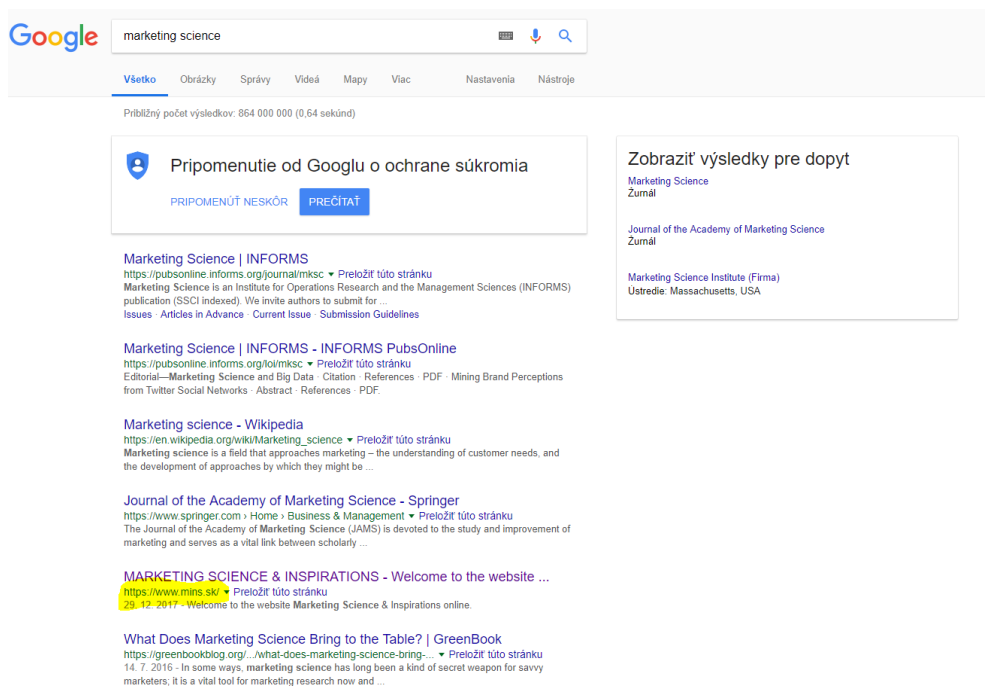 Google
marketing science
Všetko Obrázky Správy Videá Mapy Viac Nastavenia Nástroje
Približný počet výsledkov: 864 000 000 (0,64 sekúnd)
Pripomenutie od Googlu o ochrane súkromia
PRIPOMENÚŤ NESKÔR PREČÍTAŤ
Marketing Science | INFORMS
https://pubsonline.informs.org/journal/mksc ▼ Preložiť túto stránku
Marketing Science is an Institute for Operations Research and the Management Sciences (INFORMS)
publication (SSCI indexed). We invite authors to submit for ...
Issues · Articles in Advance · Current Issue · Submission Guidelines
Marketing Science | INFORMS - INFORMS PubsOnline
https://pubsonline.informs.org/loi/mksc ▼ Preložiť túto stránku
Editorial—Marketing Science and Big Data · Citation · References · PDF · Mining Brand Perceptions
from Twitter Social Networks · Abstract · References · PDF.
Marketing science - Wikipedia
https://en.wikipedia.org/wiki/Marketing_science ▼ Preložiť túto stránku
Marketing science is a field that approaches marketing – the understanding of customer needs, and
the development of approaches by which they might be ...
Journal of the Academy of Marketing Science - Springer
https://www.springer.com › Home › Business & Management ▼ Preložiť túto stránku
The Journal of the Academy of Marketing Science (JAMS) is devoted to the study and improvement of
marketing and serves as a vital link between scholarly ...
MARKETING SCIENCE & INSPIRATIONS - Welcome to the website ...
https://www.mins.sk/ ▼ Preložiť túto stránku
29. 12. 2017 - Welcome to the website Marketing Science & Inspirations online.
What Does Marketing Science Bring to the Table? | GreenBook
https://greenbookblog.org/.../what-does-marketing-science-bring-... ▼ Preložiť túto stránku
14. 7. 2016 - In some ways, marketing science has long been a kind of secret weapon for savvy
marketers; it is a vital tool for marketing research now and ...
Zobraziť výsledky pre dopyt
Marketing Science
Žurnál
Journal of the Academy of Marketing Science
Žurnál
Marketing Science Institute (Firma)
Ústredie: Massachusetts, USA